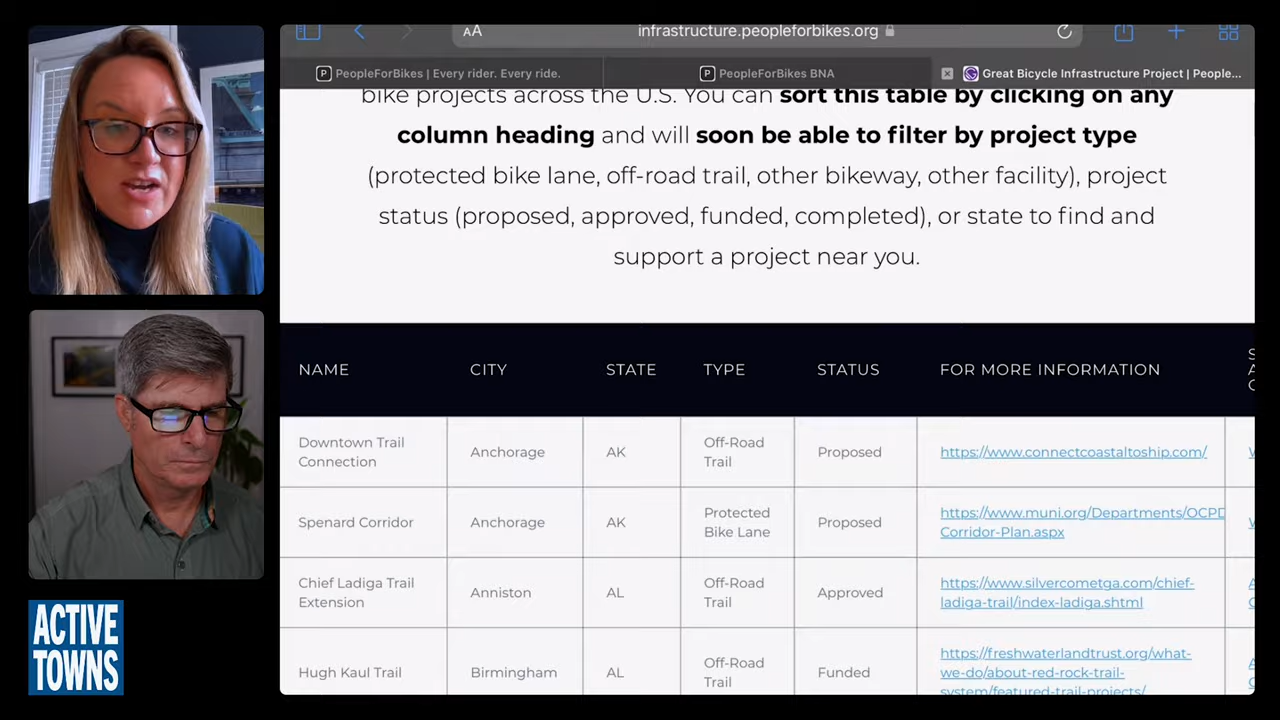 AA
infrastructure.peopleforbikes.org
PeopleForBikes | Every rider. Every ride.
PeopleForBikes BNA
Great Bicycle Infrastructure Project | People...
bike projects across the U.S. You can sort this table by clicking on any
column heading and will soon be able to filter by project type
(protected bike lane, off-road trail, other bikeway, other facility), project
status (proposed, approved, funded, completed), or state to find and
support a project near you.
NAME CITY STATE TYPE STATUS FOR MORE INFORMATION
Downtown Trail
Connection
Anchorage
AK
Off-Road
Trail
Proposed
https://www.connectcoastaltoship.com/
Spenard Corridor
Anchorage
AK
Protected
Bike Lane
Proposed
https://www.muni.org/Departments/OCPD
Corridor-Plan.aspx
Chief Ladiga Trail
Extension
Anniston
AL
Off-Road
Trail
Approved
https://www.silvercometga.com/chief-
ladiga-trail/index-ladiga.shtml
Hugh Kaul Trail
Birmingham
AL
Off-Road
Trail
Funded
https://freshwaterlandtrust.org/what-
we-do/about-red-rock-trail-
system/featured-trail-projects/
ACTIVE
TOWNS